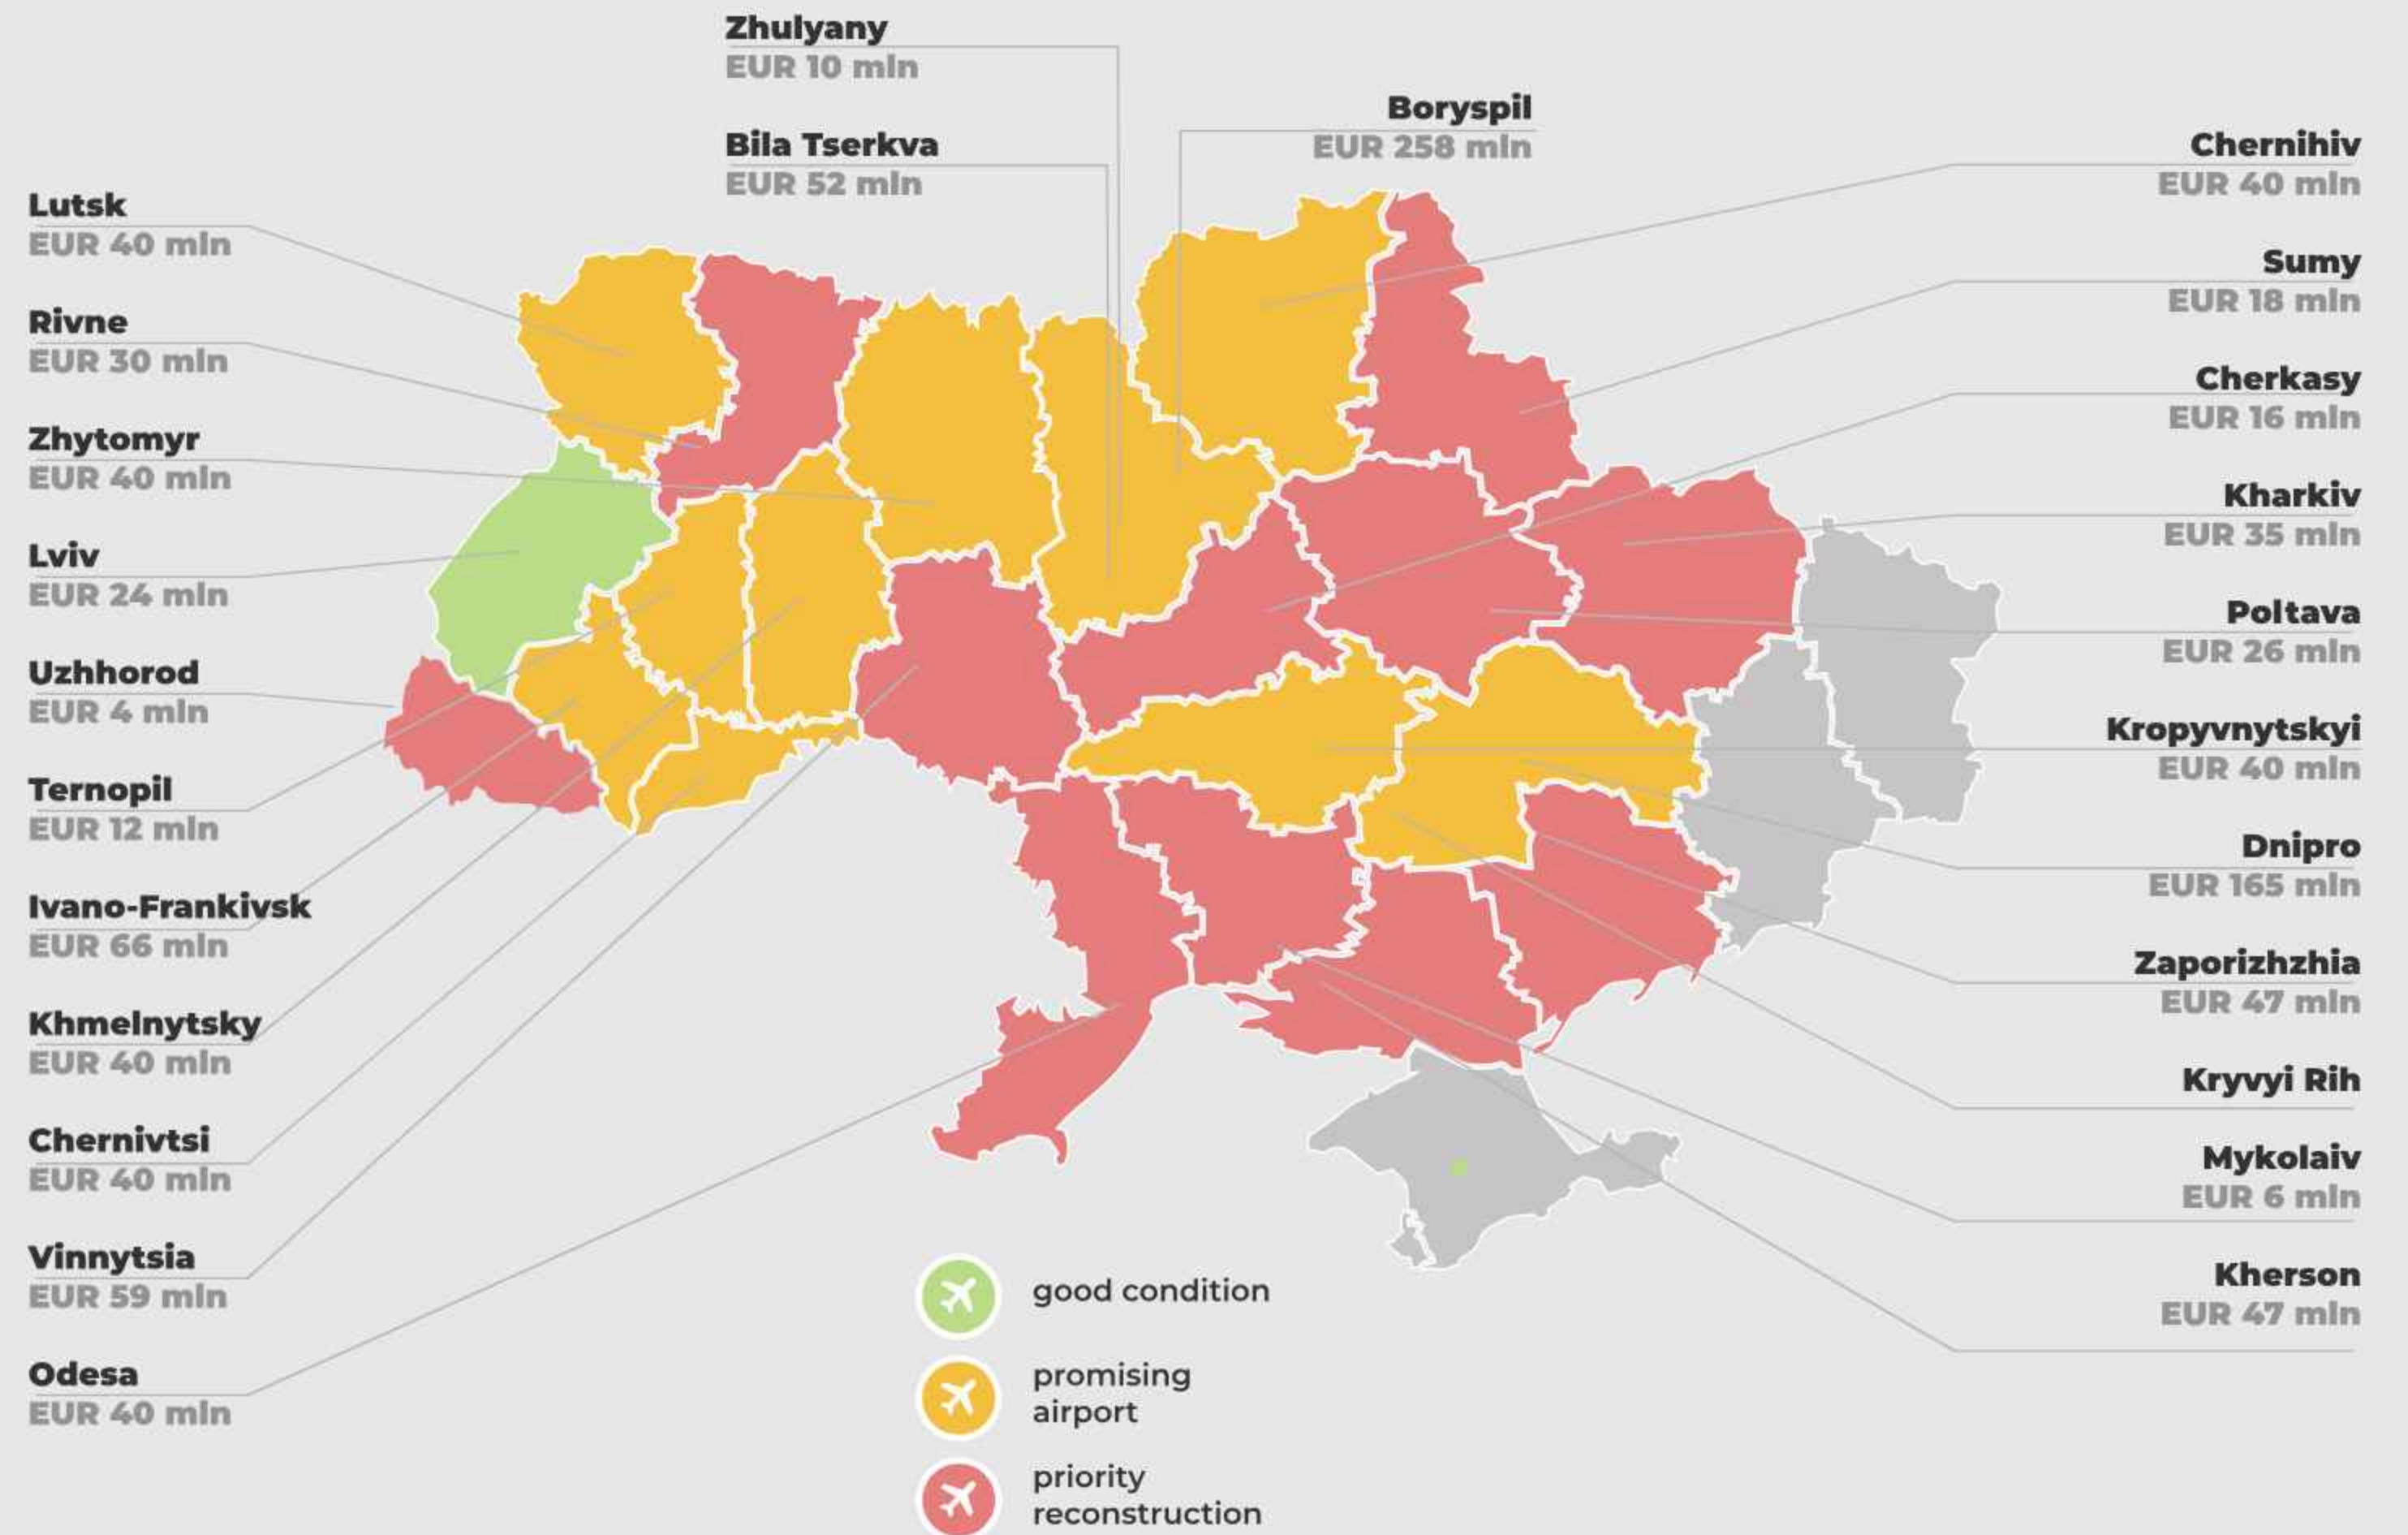 Zhulyany
EUR 10 mln
Bila Tserkva
EUR 52 mln
Boryspil
EUR 258 mln
Lutsk
EUR 40 mln
Rivne
EUR 30 mln
Zhytomyr
EUR 40 mln
Lviv
EUR 24 mln
Uzhhorod
EUR 4 mln
Ternopil
EUR 12 mln
Ivano-Frankivsk
EUR 66 mln
Khmelnytsky
EUR 40 mln
Chernivtsi
EUR 40 mln
Vinnytsia
EUR 59 mln
Odesa
EUR 40 mln
Chernihiv
EUR 40 mln
Sumy
EUR 18 mln
Cherkasy
EUR 16 mln
Kharkiv
EUR 35 mln
Poltava
EUR 26 mln
Kropyvnytskyi
EUR 40 mln
Dnipro
EUR 165 mln
Zaporizhzhia
EUR 47 mln
Kryvyi Rih
Mykolaiv
EUR 6 mln
Kherson
EUR 47 mln
good condition
promising
airport
priority
reconstruction